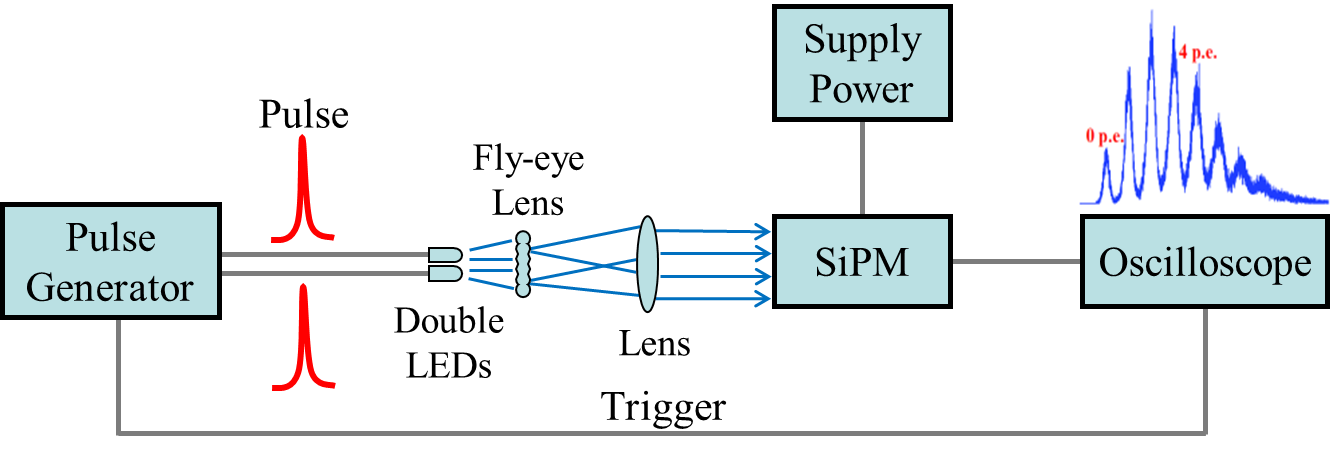 Supply
Power
4 p.e.
0 p.e.
Pulse
Fly-eye
Lens
Pulse
Generator
SiPM
Oscilloscope
Double
LEDs
Lens
Trigger